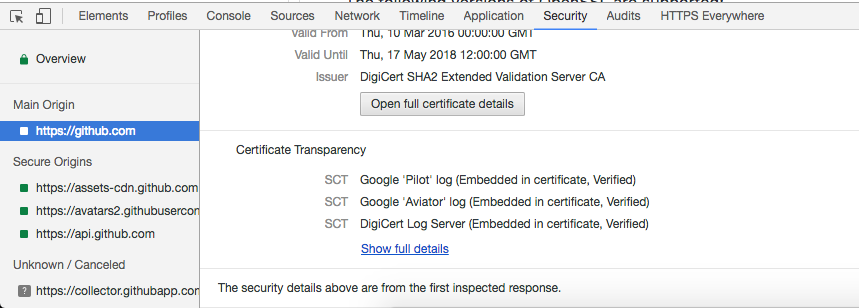 Elements Profiles Console Sources Network Timeline Application Security Audits HTTPS Everywhere
Overview
Main Origin
https://github.com
Secure Origins
https://assets-cdn.github.com
https://avatars2.githubusercon
https://api.github.com
Unknown / Canceled
https://collector.githubapp.con
Valid From Thu, 10 Mar 2016 00:00:00 GMT
Valid Until Thu, 17 May 2018 12:00:00 GMT
Issuer DigiCert SHA2 Extended Validation Server CA
Open full certificate details
Certificate Transparency
SCT Google 'Pilot' log (Embedded in certificate, Verified)
SCT Google 'Aviator' log (Embedded in certificate, Verified)
SCT DigiCert Log Server (Embedded in certificate, Verified)
Show full details
The security details above are from the first inspected response.